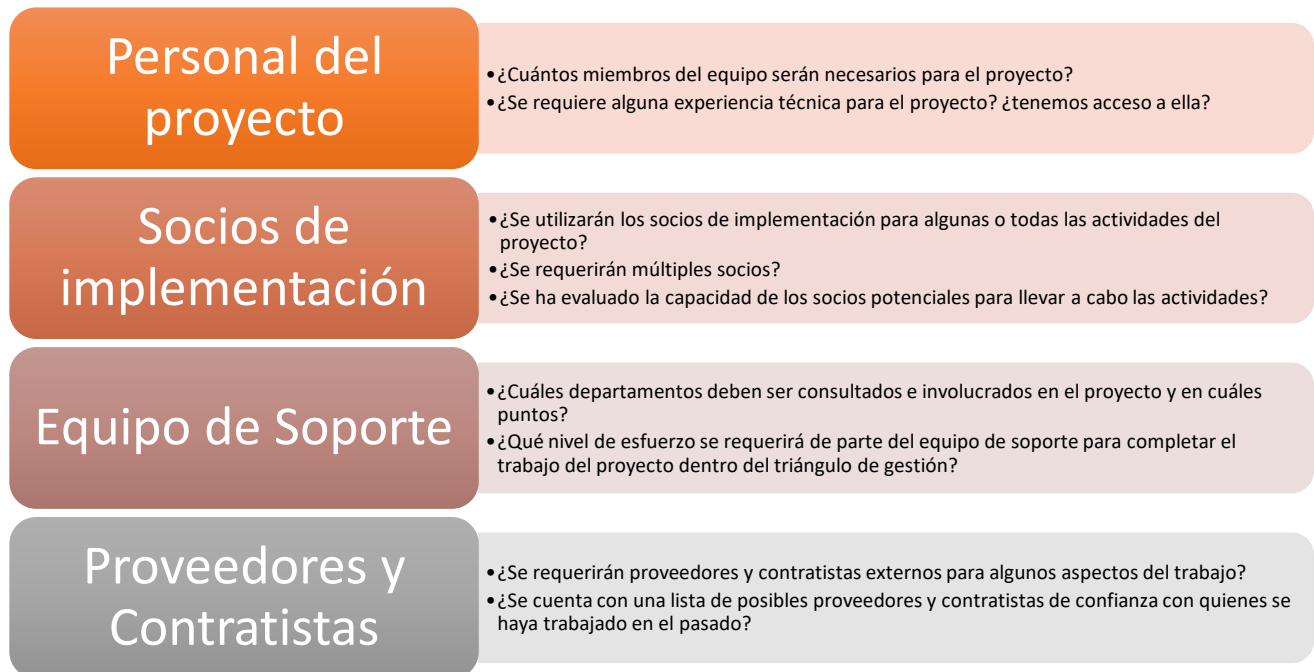 Personal del
proyecto
•¿Cuántos miembros del equipo serán necesarios para el proyecto?
•¿Se requiere alguna experiencia técnica para el proyecto? ¿tenemos acceso a ella?
Socios de
implementación
•¿Se utilizarán los socios de implementación para algunas o todas las actividades del
proyecto?
•¿Se requerirán múltiples socios?
•¿Se ha evaluado la capacidad de los socios potenciales para llevar a cabo las actividades?
Equipo de Soporte
•¿Cuáles departamentos deben ser consultados e involucrados en el proyecto y en cuáles
puntos?
•¿Qué nivel de esfuerzo se requerirá de parte del equipo de soporte para completar el
trabajo del proyecto dentro del triángulo de gestión?
Proveedores y
Contratistas
•¿Se requerirán proveedores y contratistas externos para algunos aspectos del trabajo?
•¿Se cuenta con una lista de posibles proveedores y contratistas de confianza con quienes se
haya trabajado en el pasado?